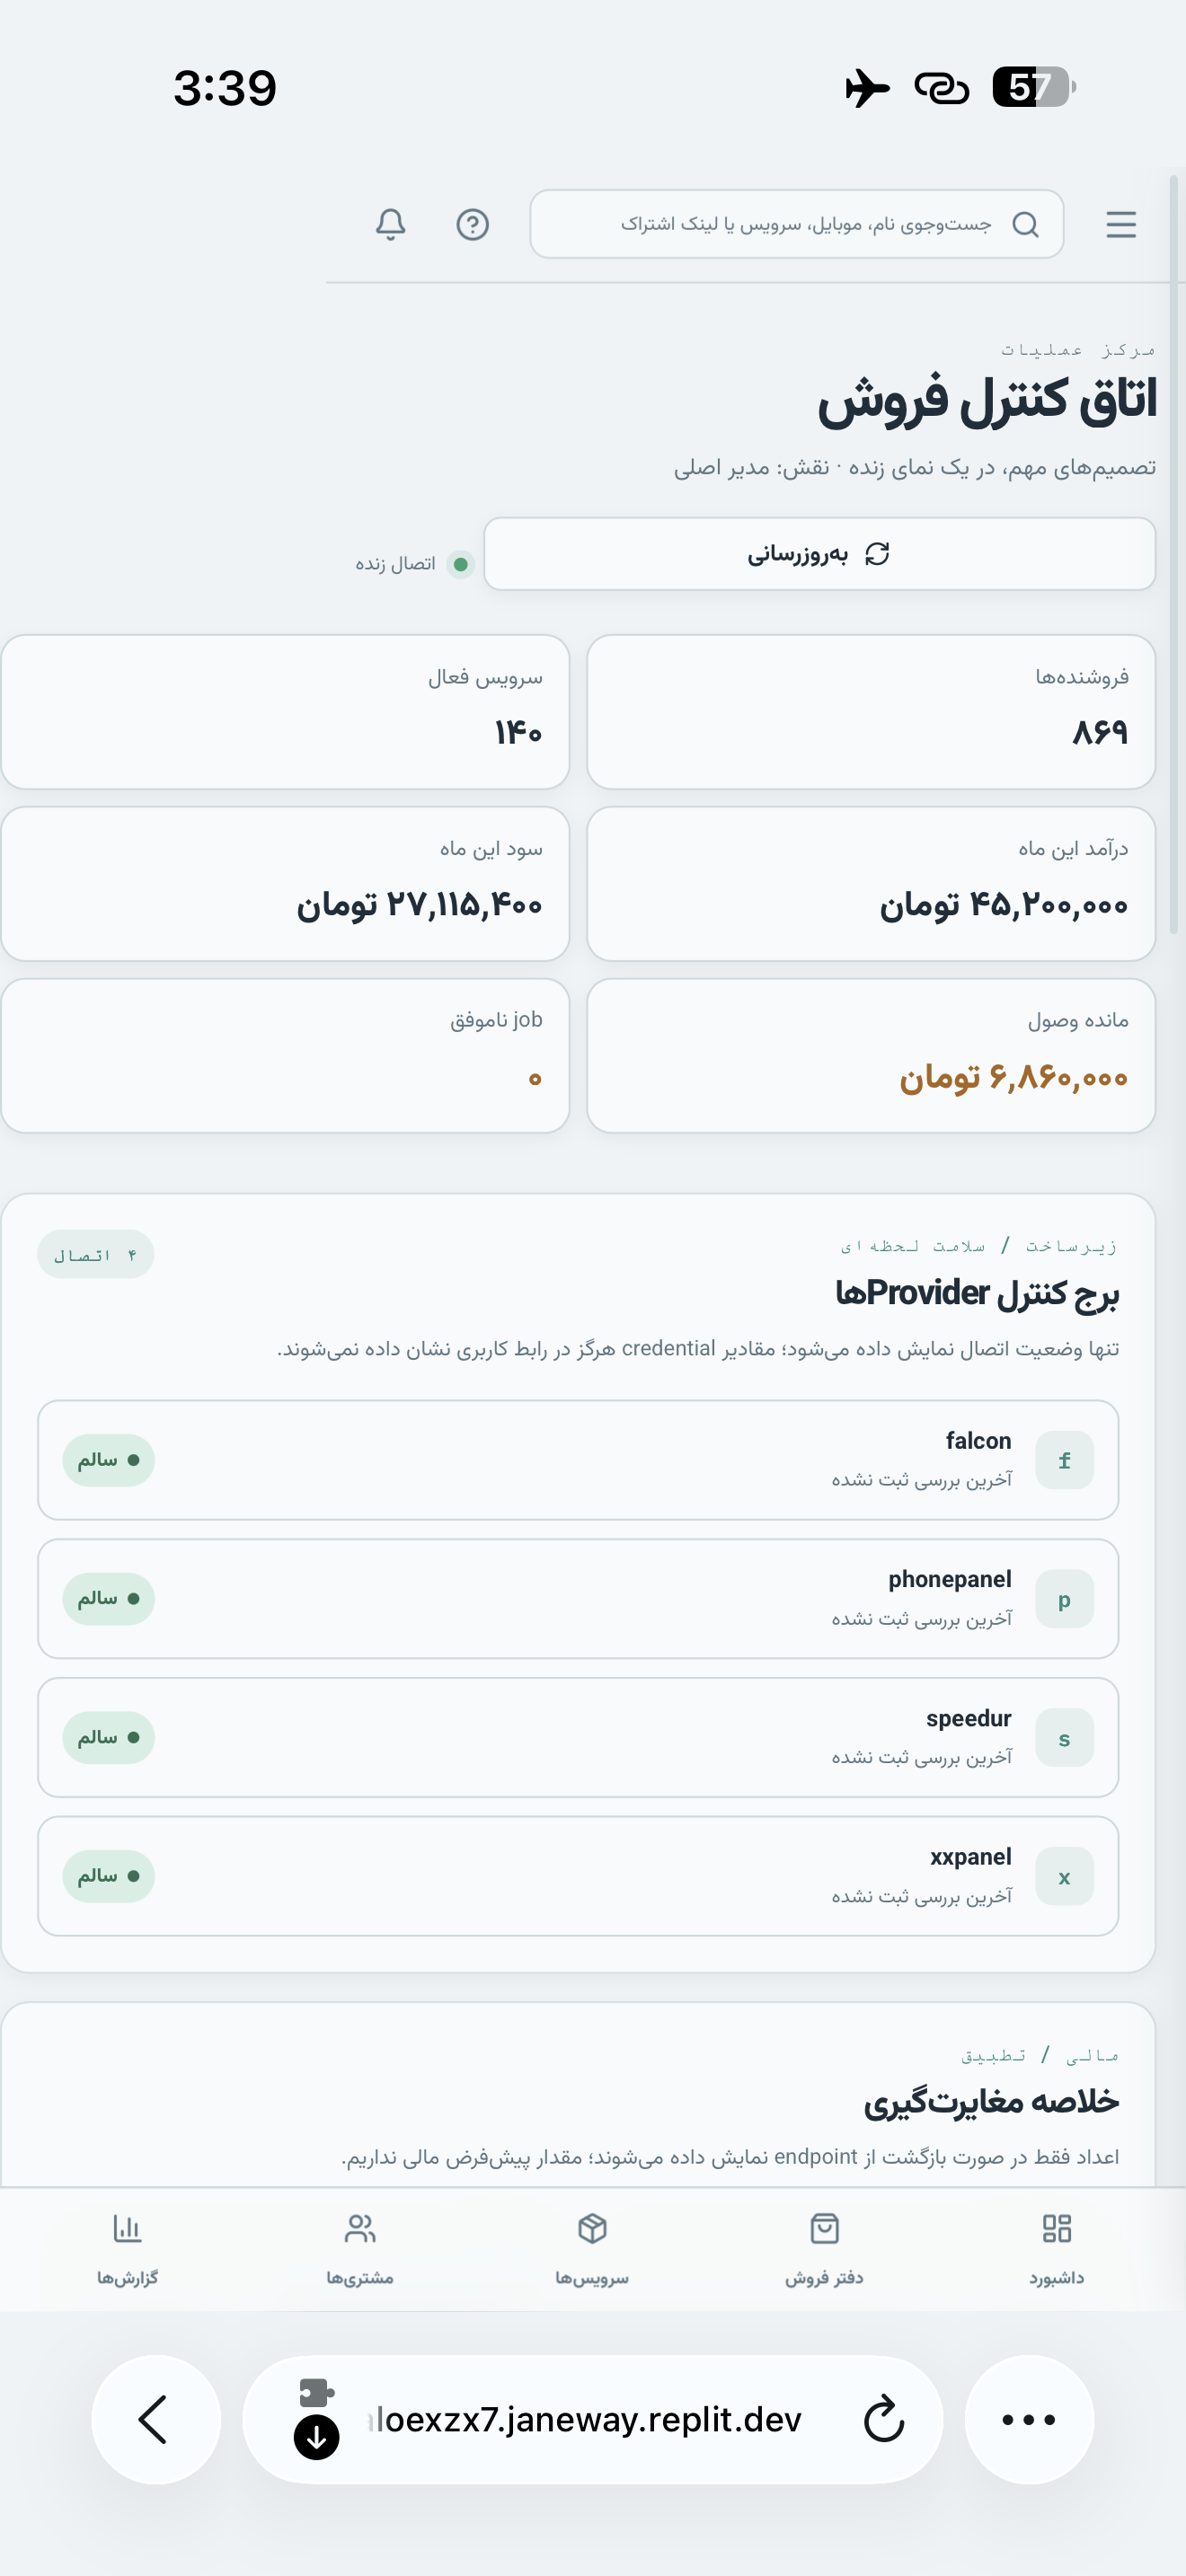 3:39
57
جست‌وجوی نام، موبایل، سرویس یا لینک اشتراک
مرکز عملیات
اتاق کنترل فروش
تصمیم‌های مهم، در یک نمای زنده · نقش: مدیر اصلی
به‌روزرسانی
اتصال زنده
فروشنده‌ها
۸۶۹
سرویس فعال
۱۴۰
درآمد این ماه
۴۵,۲۰۰,۰۰۰ تومان
سود این ماه
۲۷,۱۱۵,۴۰۰ تومان
مانده وصول
۶,۸۶۰,۰۰۰ تومان
job ناموفق
۰
زیرساخت / سلامت لحظه‌ای
۴ اتصال
برج کنترل Providerها
تنها وضعیت اتصال نمایش داده می‌شود؛ مقادیر credential هرگز در رابط کاربری نشان داده نمی‌شوند.
f
falcon
آخرین بررسی ثبت نشده
سالم
p
phonepanel
آخرین بررسی ثبت نشده
سالم
s
speedur
آخرین بررسی ثبت نشده
سالم
x
xxpanel
آخرین بررسی ثبت نشده
سالم
مالی / تطبیق
خلاصه مغایرت‌گیری
اعداد فقط در صورت بازگشت از endpoint نمایش داده می‌شوند؛ مقدار پیش‌فرض مالی نداریم.
داشبورد
دفتر فروش
سرویس‌ها
مشتری‌ها
گزارش‌ها
loexzx7.janeway.replit.dev